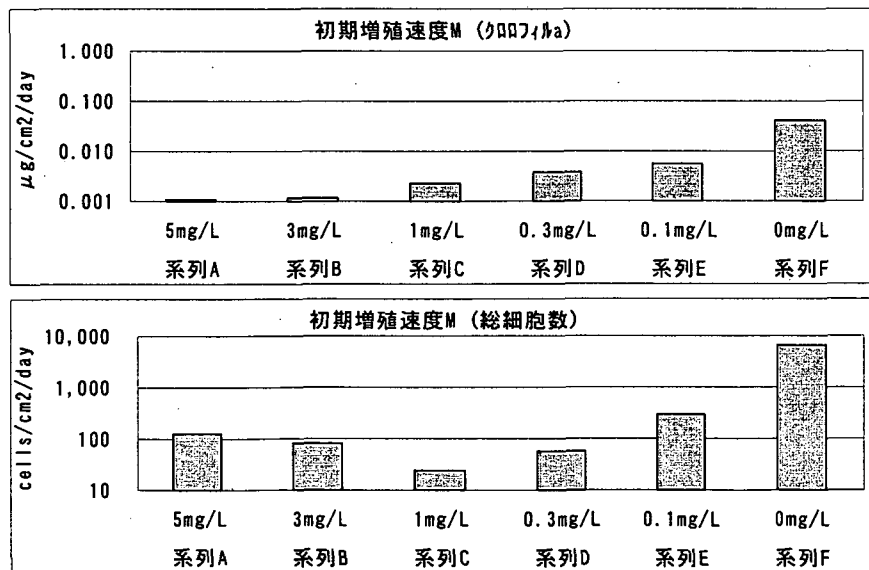 初期増殖速度M (クロロフィルa)
μg/cm2/day
1.000
0.100
0.010
0.001
5mg/L 3mg/L 1mg/L 0.3mg/L 0.1mg/L 0mg/L
系列A 系列B 系列C 系列D 系列E 系列F
初期増殖速度M (総細胞数)
cells/cm2/day
10,000
1,000
100
10
5mg/L 3mg/L 1mg/L 0.3mg/L 0.1mg/L 0mg/L
系列A 系列B 系列C 系列D 系列E 系列F